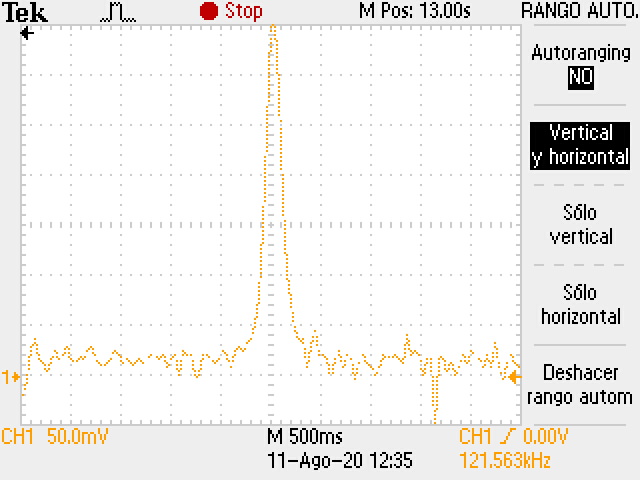 Tek Stop M Pos: 13.00s RANGO AUTO.
Autoranging
NO
Vertical
y horizontal
Sólo
vertical
Sólo
horizontal
Deshacer
rango autom
1
CH1 50.0mV M 500ms CH1 0.00V
11-Ago-20 12:35 121.563kHz